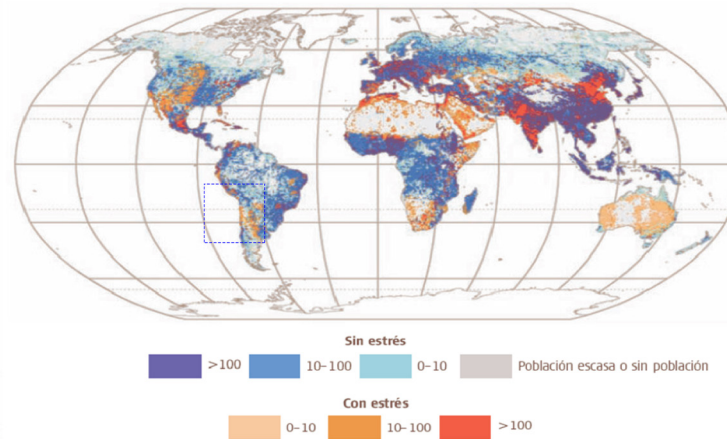 Sin estrés
>100 10–100 0–10 Población escasa o sin población
Con estrés
0–10 10–100 >100